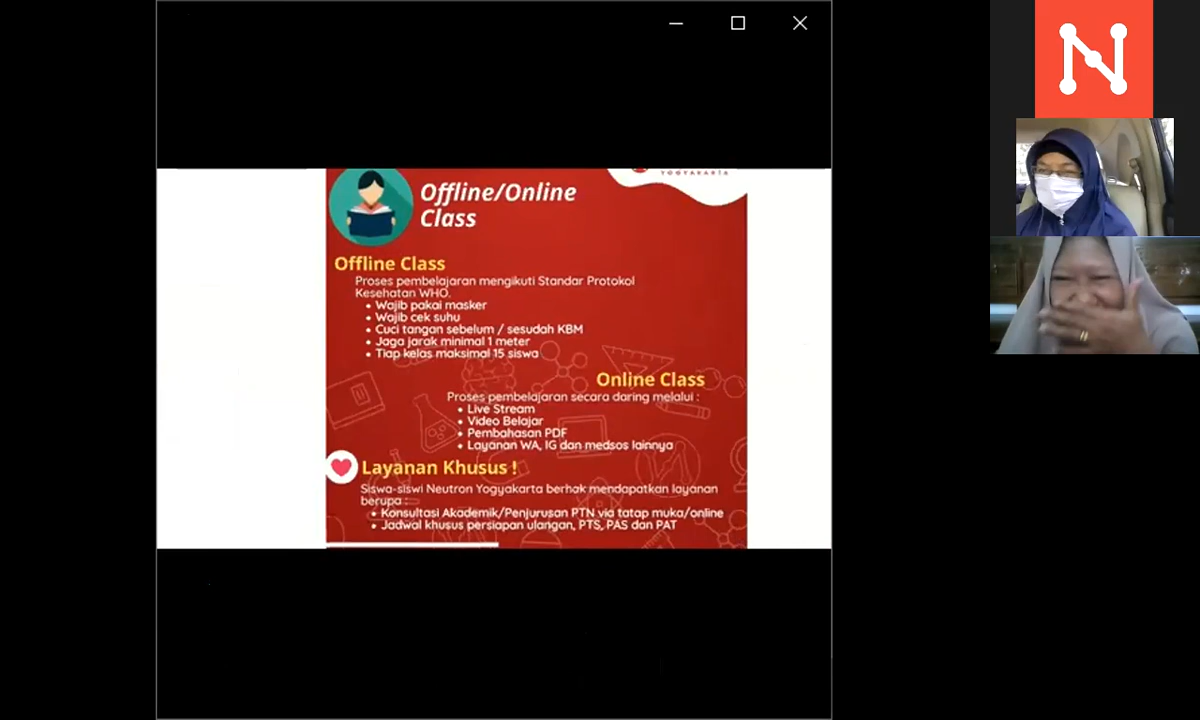 YOGYAKARTA
Offline/Online
Class
Offline Class
Proses pembelajaran mengikuti Standar Protokol
Kesehatan WHO.
• Wajib pakai masker
• Wajib cek suhu
• Cuci tangan sebelum / sesudah KBM
• Jaga jarak minimal 1 meter
• Tiap kelas maksimal 15 siswa
Online Class
Proses pembelajaran secara daring melalui :
• Live Stream
• Video Belajar
• Pembahasan PDF
• Layanan WA, IG dan medsos lainnya
Layanan Khusus !
Siswa-siswi Neutron Yogyakarta berhak mendapatkan layanan
berupa :
• Konsultasi Akademik/Penjurusan PTN via tatap muka/online
• Jadwal khusus persiapan ulangan, PTS, PAS dan PAT
N